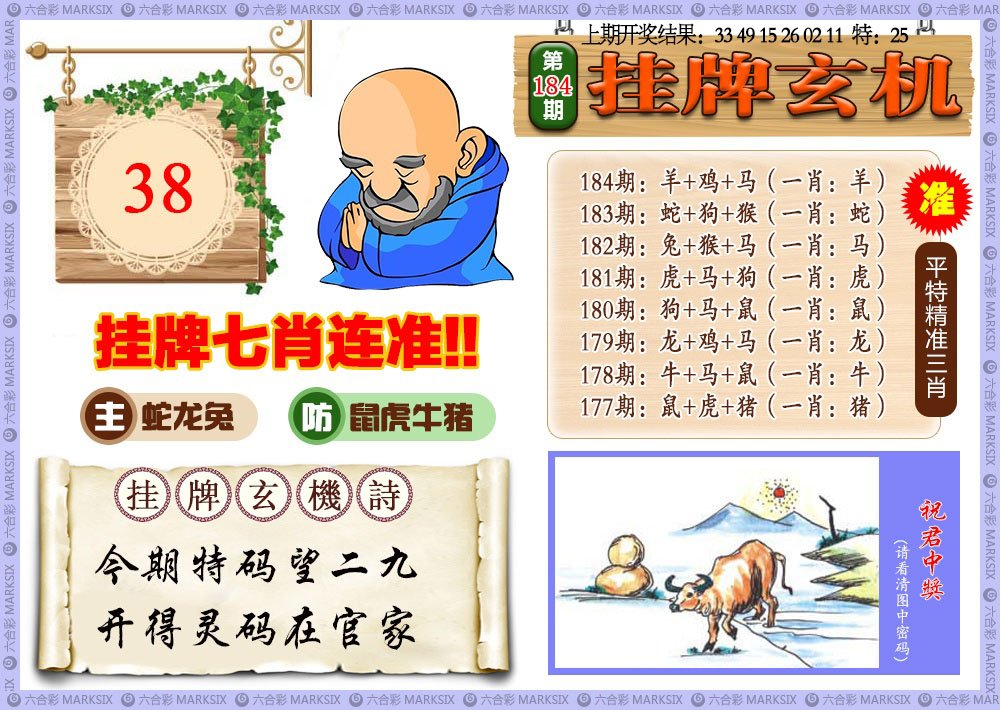 六合彩 MARKSIX
上期开奖结果：33 49 15 26 02 11 特：25
第184期
挂牌玄机
38
184期：羊+鸡+马（一肖：羊）
183期：蛇+狗+猴（一肖：蛇）
182期：兔+猴+马（一肖：马）
181期：虎+马+狗（一肖：虎）
180期：狗+马+鼠（一肖：鼠）
179期：龙+鸡+马（一肖：龙）
178期：牛+马+鼠（一肖：牛）
177期：鼠+虎+猪（一肖：猪）
准
平特精准三肖
挂牌七肖连准!!
主 蛇龙兔
防 鼠虎牛猪
挂牌玄機詩
今期特码望二九
开得灵码在官家
祝君中獎
（请看清图中密码）